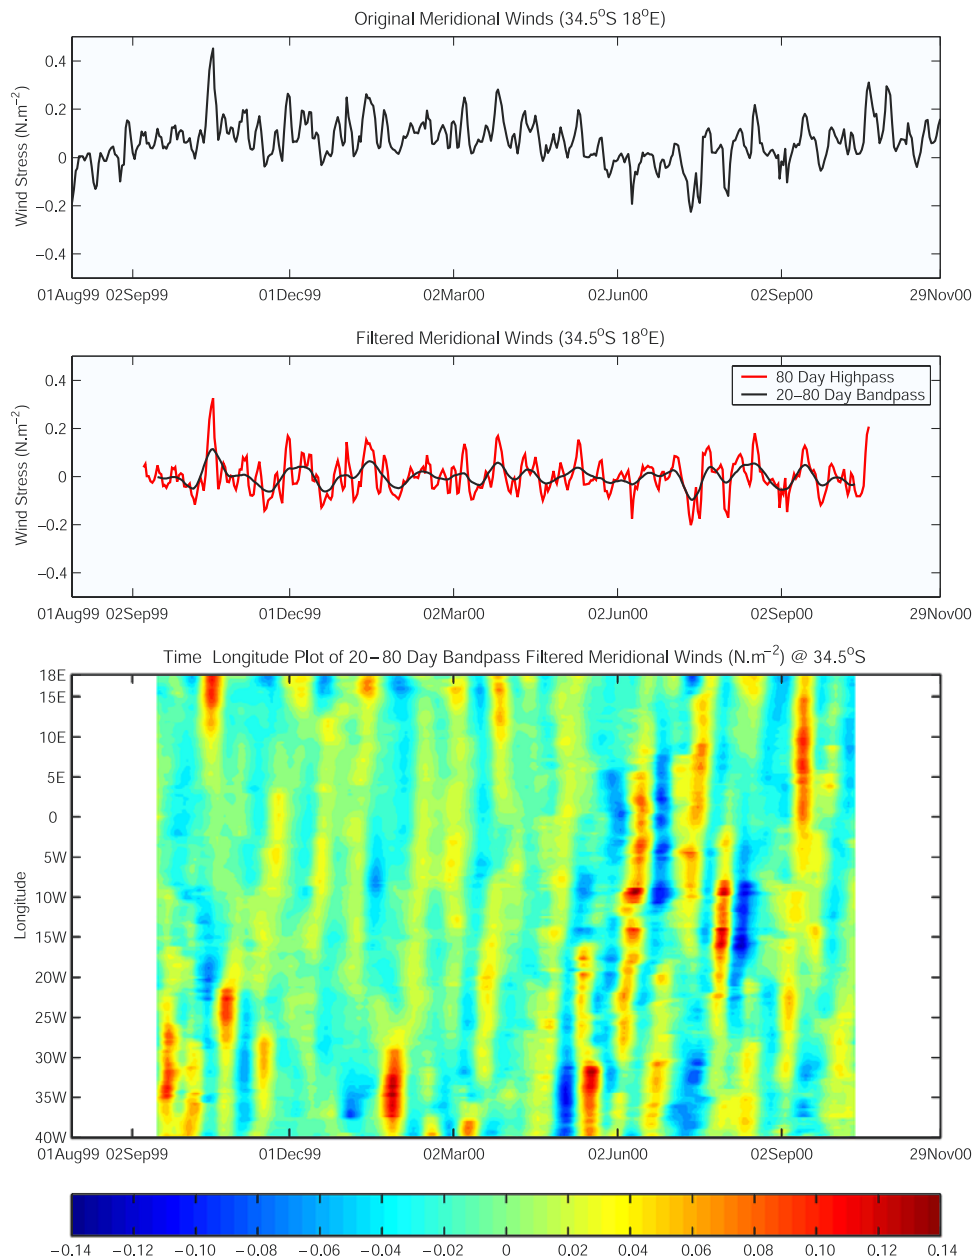 Original Meridional Winds (34.5°S 18°E)
Wind Stress (N.m⁻²)
0.4
0.2
0
−0.2
−0.4
01Aug99 02Sep99 01Dec99 02Mar00 02Jun00 02Sep00 29Nov00
Filtered Meridional Winds (34.5°S 18°E)
80 Day Highpass
20−80 Day Bandpass
Wind Stress (N.m⁻²)
0.4
0.2
0
−0.2
−0.4
01Aug99 02Sep99 01Dec99 02Mar00 02Jun00 02Sep00 29Nov00
Time Longitude Plot of 20−80 Day Bandpass Filtered Meridional Winds (N.m⁻²) @ 34.5°S
Longitude
18E
15E
10E
5E
0
5W
10W
15W
20W
25W
30W
35W
40W
01Aug99 02Sep99 01Dec99 02Mar00 02Jun00 02Sep00 29Nov00
−0.14 −0.12 −0.10 −0.08 −0.06 −0.04 −0.02 0 0.02 0.04 0.06 0.08 0.10 0.12 0.14